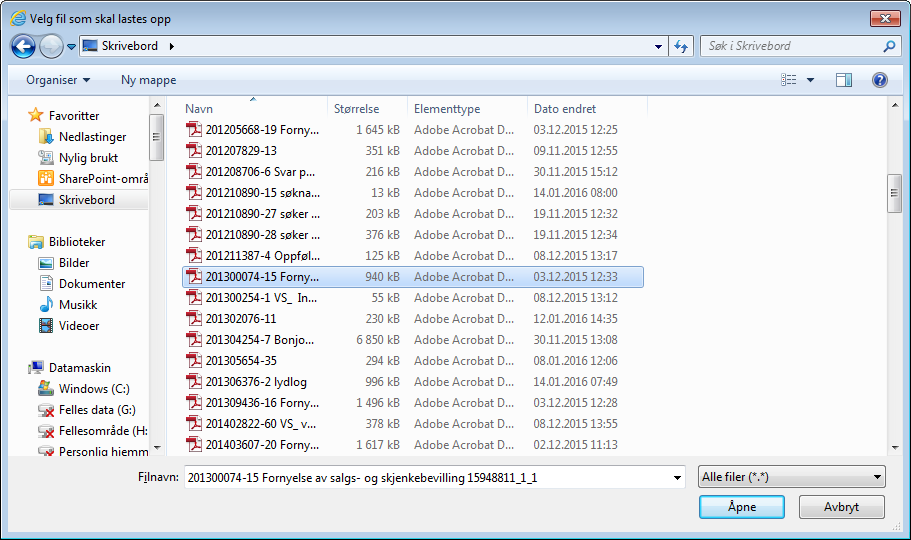 Velg fil som skal lastes opp
Skrivebord
Søk i Skrivebord
Organiser Ny mappe
Navn Størrelse Elementtype Dato endret
Favoritter
Nedlastinger
Nylig brukt
SharePoint-områ
Skrivebord
Biblioteker
Bilder
Dokumenter
Musikk
Videoer
Datamaskin
Windows (C:)
Felles data (G:)
Fellesområde (H:
Personlig hjemm
201205668-19 Forny... 1 645 kB Adobe Acrobat D... 03.12.2015 12:25
201207829-13 351 kB Adobe Acrobat D... 09.11.2015 12:55
201208706-6 Svar p... 216 kB Adobe Acrobat D... 30.11.2015 15:12
201210890-15 søkna... 13 kB Adobe Acrobat D... 14.01.2016 08:00
201210890-27 søker ... 203 kB Adobe Acrobat D... 19.11.2015 12:32
201210890-28 søker ... 376 kB Adobe Acrobat D... 19.11.2015 12:34
201211387-4 Oppføl... 125 kB Adobe Acrobat D... 08.12.2015 13:17
201300074-15 Forny... 940 kB Adobe Acrobat D... 03.12.2015 12:33
201300254-1 VS_ In... 55 kB Adobe Acrobat D... 08.12.2015 13:12
201302076-11 230 kB Adobe Acrobat D... 12.01.2016 14:35
201304254-7 Bonjo... 6 850 kB Adobe Acrobat D... 30.11.2015 13:08
201305654-35 294 kB Adobe Acrobat D... 08.01.2016 12:06
201306376-2 lydlog 996 kB Adobe Acrobat D... 14.01.2016 07:49
201309436-16 Forny... 1 496 kB Adobe Acrobat D... 03.12.2015 12:28
201402822-60 VS_ v... 378 kB Adobe Acrobat D... 08.12.2015 13:55
201403607-20 Forny... 1 617 kB Adobe Acrobat D... 02.12.2015 11:13
Filnavn: 201300074-15 Fornyelse av salgs- og skjenkebevilling 15948811_1_1 Alle filer (*.*)
Åpne Avbryt